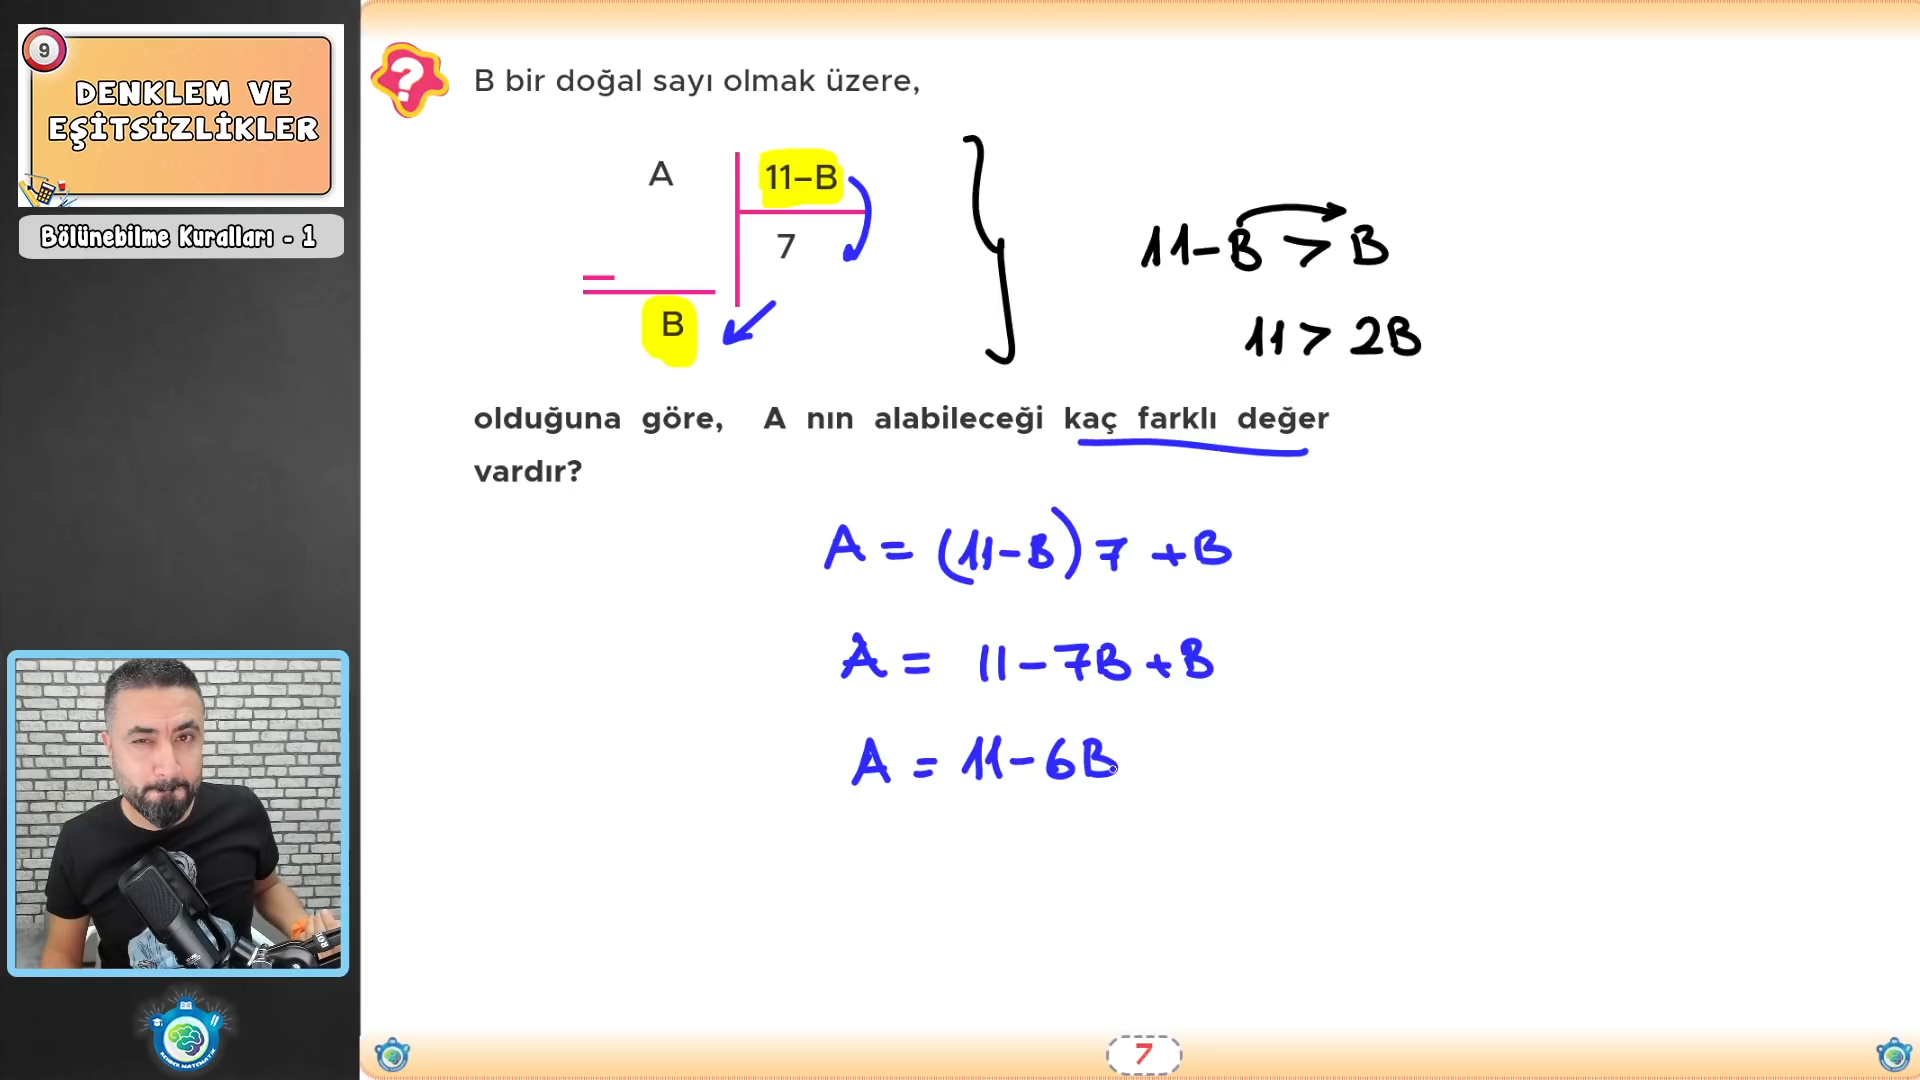 9
DENKLEM VE
EŞİTSİZLİKLER
Bölünebilme Kuralları - 1
B bir doğal sayı olmak üzere,
A 11–B
7
B
11-B > B
11 > 2B
olduğuna göre, A nın alabileceği kaç farklı değer
vardır?
A = (11-B) 7 + B
A = 11 - 7B + B
A = 11 - 6B
7